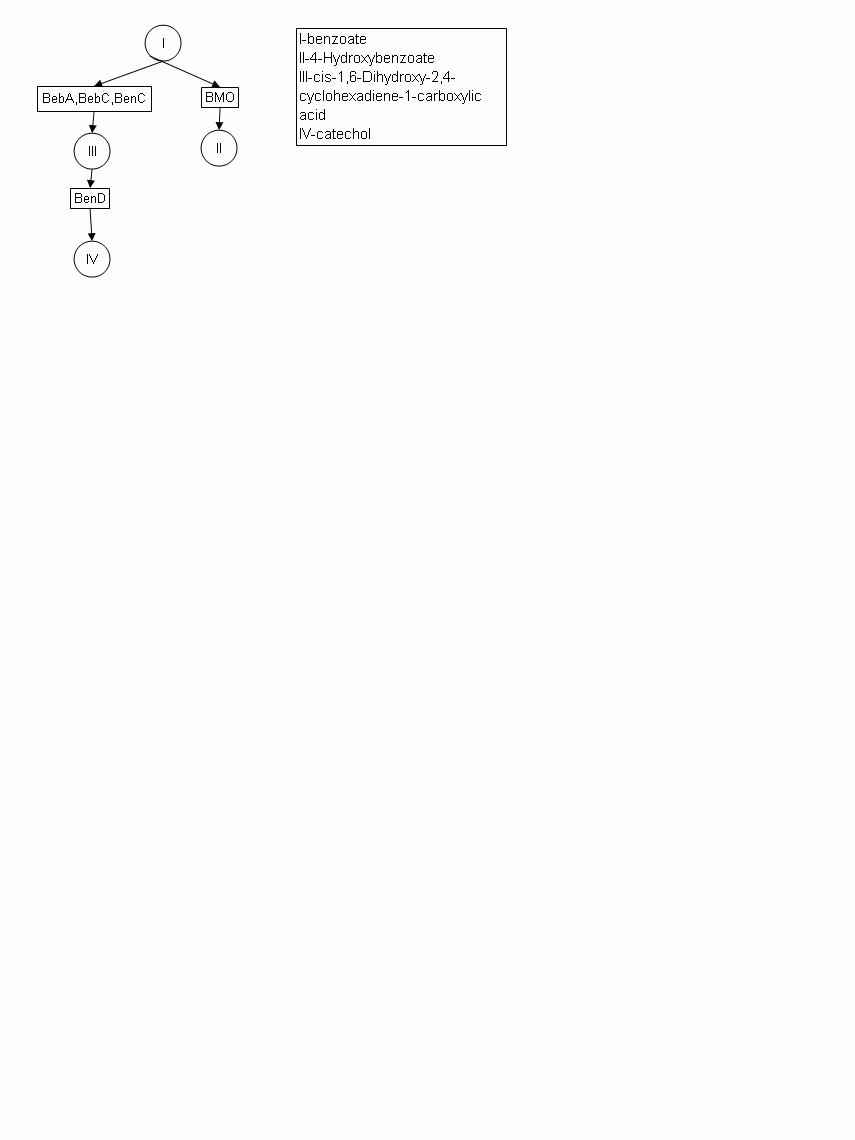 I
BebA,BebC,BenC
BMO
III
II
BenD
IV
I-benzoate
II-4-Hydroxybenzoate
III-cis-1,6-Dihydroxy-2,4-
cyclohexadiene-1-carboxylic
acid
IV-catechol